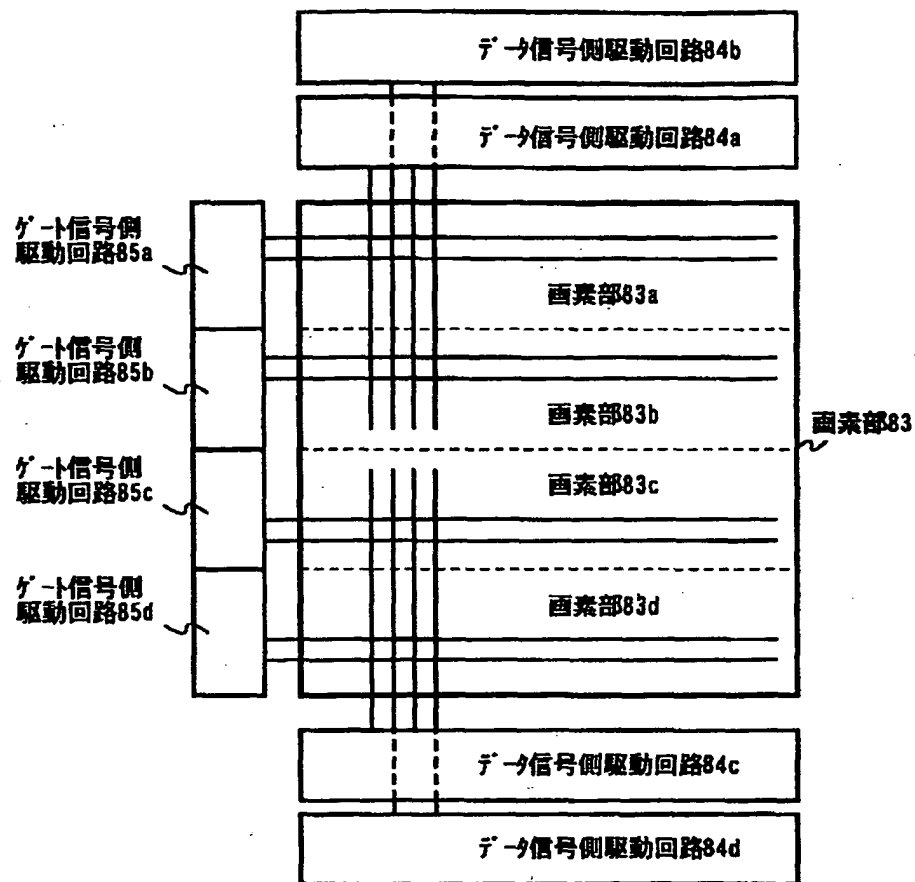 データ信号側駆動回路84b
データ信号側駆動回路84a
ゲート信号側
駆動回路85a
画素部83a
ゲート信号側
駆動回路85b
画素部83b
画素部83
ゲート信号側
駆動回路85c
画素部83c
ゲート信号側
駆動回路85d
画素部83d
データ信号側駆動回路84c
データ信号側駆動回路84d